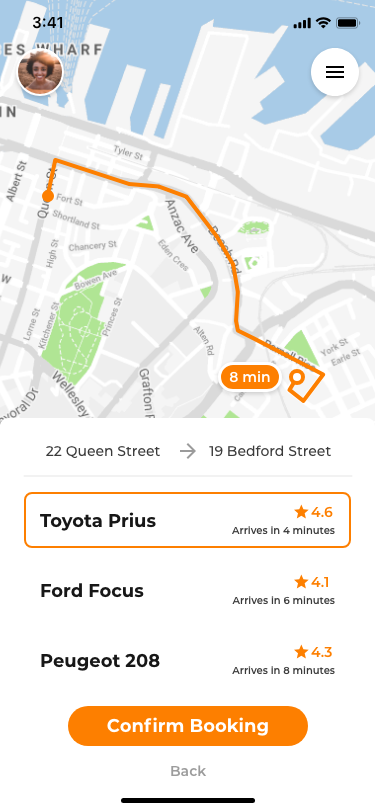 3:41
ES WHARF
IN
Tyler St
Albert St
Queen St
Fort St
Shortland St
Anzac Ave
Beach Rd
High St
Chancery St
Eden Cres
Bowen Ave
Lorne St
Kitchener St
Princes St
Alten Rd
York St
Earle St
8 min
Wellesley
Grafton R
ayoral Dr
22 Queen Street → 19 Bedford Street
Toyota Prius
4.6
Arrives in 4 minutes
Ford Focus
4.1
Arrives in 6 minutes
Peugeot 208
4.3
Arrives in 8 minutes
Confirm Booking
Back